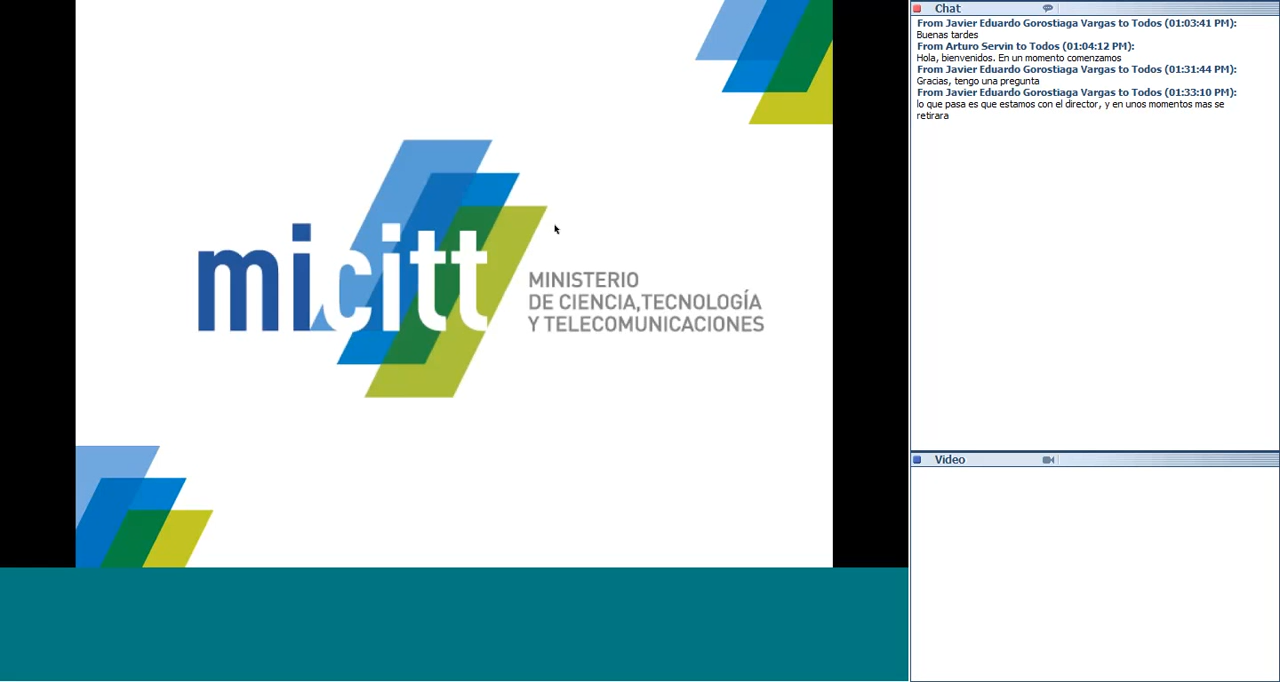 micitt
MINISTERIO
DE CIENCIA,TECNOLOGÍA
Y TELECOMUNICACIONES
Chat
From Javier Eduardo Gorostiaga Vargas to Todos (01:03:41 PM):
Buenas tardes
From Arturo Servin to Todos (01:04:12 PM):
Hola, bienvenidos. En un momento comenzamos
From Javier Eduardo Gorostiaga Vargas to Todos (01:31:44 PM):
Gracias, tengo una pregunta
From Javier Eduardo Gorostiaga Vargas to Todos (01:33:10 PM):
lo que pasa es que estamos con el director, y en unos momentos mas se
retirara
Video